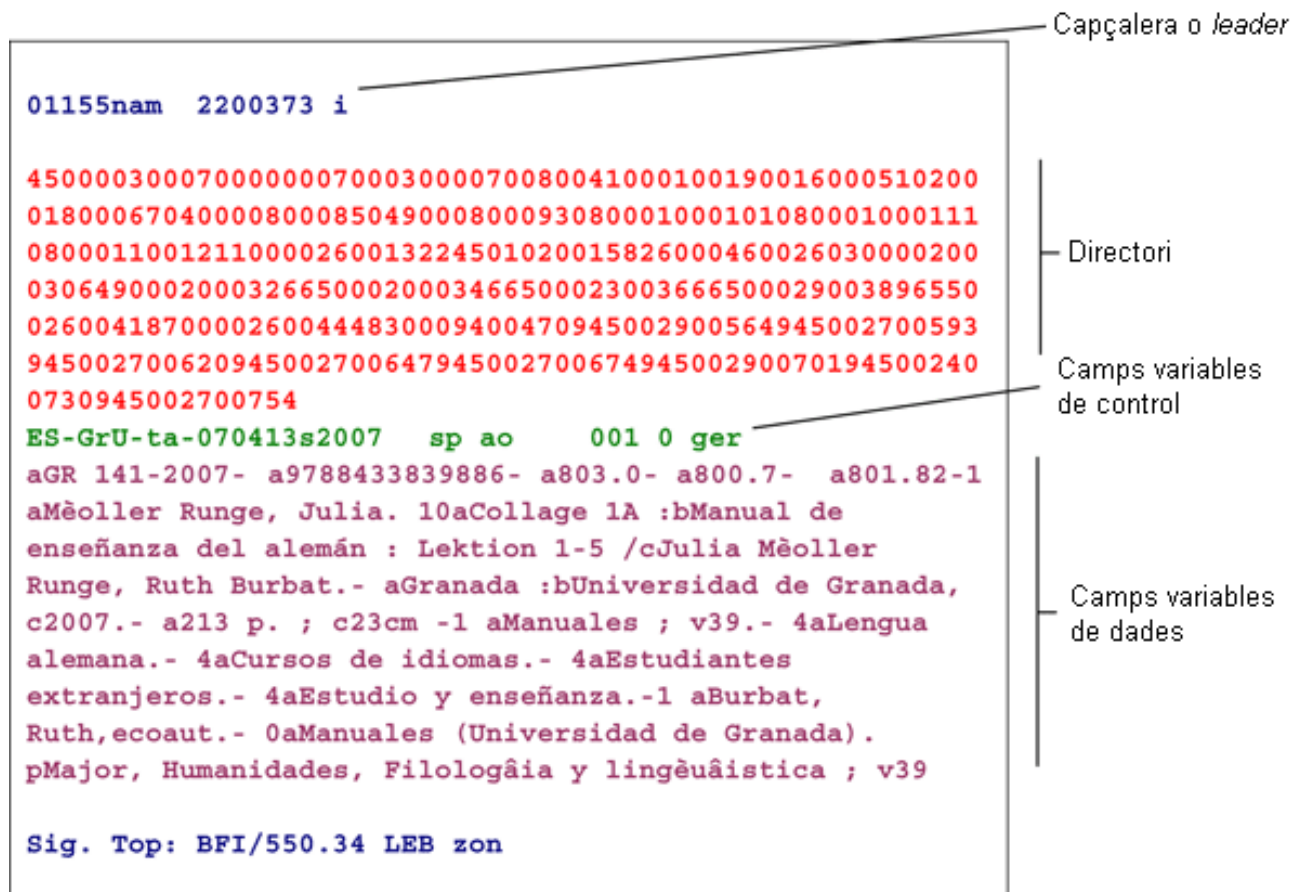 Capçalera o leader
01155nam  2200373 i
45000030007000000070003000070080041000100190016000510200
01800067040000800085049000800093080001000101080001000111
08000110012110000260013224501020015826000460026030000200
03064900020003266500020003466500023003666500029003896550
02600418700002600444830009400470945002900564945002700593
94500270062094500270064794500270067494500290070194500240
0730945002700754
Directori
ES-GrU-ta-070413s2007   sp ao     001 0 ger
Camps variables
de control
aGR 141-2007- a9788433839886- a803.0- a800.7-  a801.82-1
aMèoller Runge, Julia. 10aCollage 1A :bManual de
enseñanza del alemán : Lektion 1-5 /cJulia Mèoller
Runge, Ruth Burbat.- aGranada :bUniversidad de Granada,
c2007.- a213 p. ; c23cm -1 aManuales ; v39.- 4aLengua
alemana.- 4aCursos de idiomas.- 4aEstudiantes
extranjeros.- 4aEstudio y enseñanza.-1 aBurbat,
Ruth,ecoaut.- 0aManuales (Universidad de Granada).
pMajor, Humanidades, Filologâia y lingèuâistica ; v39
Camps variables
de dades
Sig. Top: BFI/550.34 LEB zon